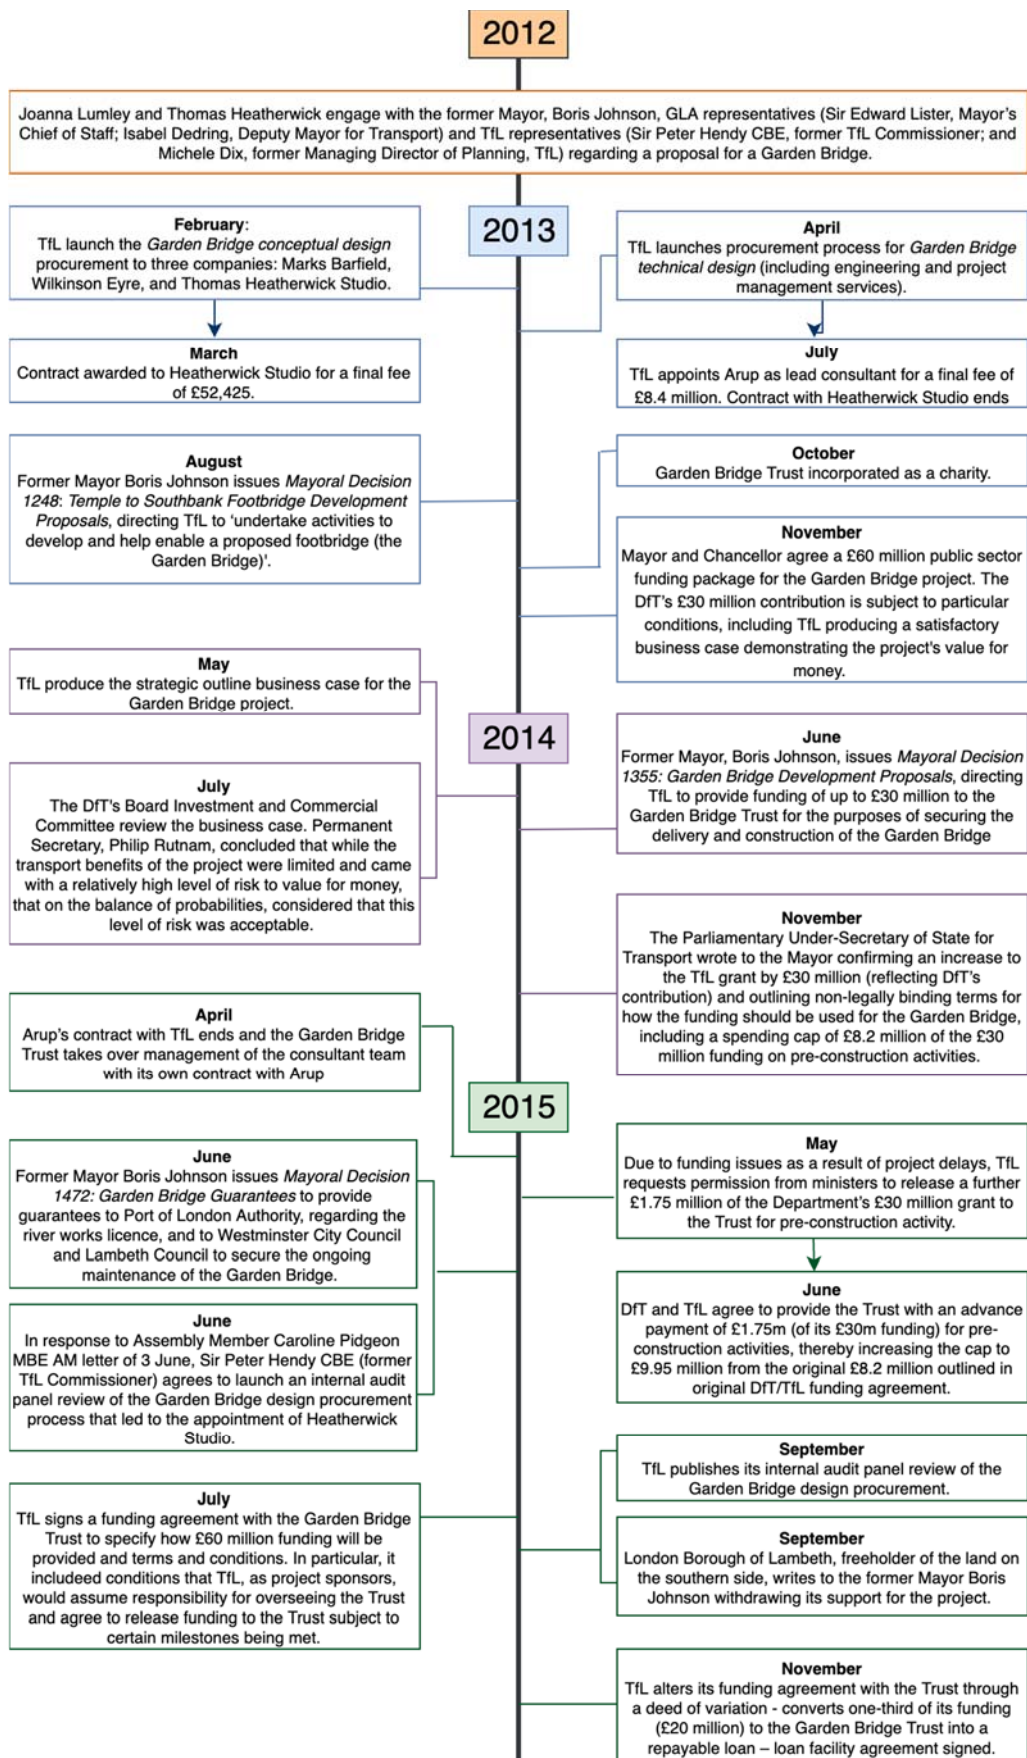 2012
Joanna Lumley and Thomas Heatherwick engage with the former Mayor, Boris Johnson, GLA representatives (Sir Edward Lister, Mayor's
Chief of Staff; Isabel Dedring, Deputy Mayor for Transport) and TfL representatives (Sir Peter Hendy CBE, former TfL Commissioner; and
Michele Dix, former Managing Director of Planning, TfL) regarding a proposal for a Garden Bridge.
2013
February:
TfL launch the Garden Bridge conceptual design
procurement to three companies: Marks Barfield,
Wilkinson Eyre, and Thomas Heatherwick Studio.
March
Contract awarded to Heatherwick Studio for a final fee
of £52,425.
April
TfL launches procurement process for Garden Bridge
technical design (including engineering and project
management services).
July
TfL appoints Arup as lead consultant for a final fee of
£8.4 million. Contract with Heatherwick Studio ends
August
Former Mayor Boris Johnson issues Mayoral Decision
1248: Temple to Southbank Footbridge Development
Proposals, directing TfL to 'undertake activities to
develop and help enable a proposed footbridge (the
Garden Bridge)'.
October
Garden Bridge Trust incorporated as a charity.
November
Mayor and Chancellor agree a £60 million public sector
funding package for the Garden Bridge project. The
DfT's £30 million contribution is subject to particular
conditions, including TfL producing a satisfactory
business case demonstrating the project's value for
money.
2014
May
TfL produce the strategic outline business case for the
Garden Bridge project.
June
Former Mayor, Boris Johnson, issues Mayoral Decision
1355: Garden Bridge Development Proposals, directing
TfL to provide funding of up to £30 million to the
Garden Bridge Trust for the purposes of securing the
delivery and construction of the Garden Bridge
July
The DfT's Board Investment and Commercial
Committee review the business case. Permanent
Secretary, Philip Rutnam, concluded that while the
transport benefits of the project were limited and came
with a relatively high level of risk to value for money,
that on the balance of probabilities, considered that this
level of risk was acceptable.
November
The Parliamentary Under-Secretary of State for
Transport wrote to the Mayor confirming an increase to
the TfL grant by £30 million (reflecting DfT's
contribution) and outlining non-legally binding terms for
how the funding should be used for the Garden Bridge,
including a spending cap of £8.2 million of the £30
million funding on pre-construction activities.
2015
April
Arup's contract with TfL ends and the Garden Bridge
Trust takes over management of the consultant team
with its own contract with Arup
May
Due to funding issues as a result of project delays, TfL
requests permission from ministers to release a further
£1.75 million of the Department's £30 million grant to
the Trust for pre-construction activity.
June
Former Mayor Boris Johnson issues Mayoral Decision
1472: Garden Bridge Guarantees to provide
guarantees to Port of London Authority, regarding the
river works licence, and to Westminster City Council
and Lambeth Council to secure the ongoing
maintenance of the Garden Bridge.
June
In response to Assembly Member Caroline Pidgeon
MBE AM letter of 3 June, Sir Peter Hendy CBE (former
TfL Commissioner) agrees to launch an internal audit
panel review of the Garden Bridge design procurement
process that led to the appointment of Heatherwick
Studio.
June
DfT and TfL agree to provide the Trust with an advance
payment of £1.75m (of its £30m funding) for pre-
construction activities, thereby increasing the cap to
£9.95 million from the original £8.2 million outlined in
original DfT/TfL funding agreement.
July
TfL signs a funding agreement with the Garden Bridge
Trust to specify how £60 million funding will be
provided and terms and conditions. In particular, it
includeed conditions that TfL, as project sponsors,
would assume responsibility for overseeing the Trust
and agree to release funding to the Trust subject to
certain milestones being met.
September
TfL publishes its internal audit panel review of the
Garden Bridge design procurement.
September
London Borough of Lambeth, freeholder of the land on
the southern side, writes to the former Mayor Boris
Johnson withdrawing its support for the project.
November
TfL alters its funding agreement with the Trust through
a deed of variation - converts one-third of its funding
(£20 million) to the Garden Bridge Trust into a
repayable loan – loan facility agreement signed.